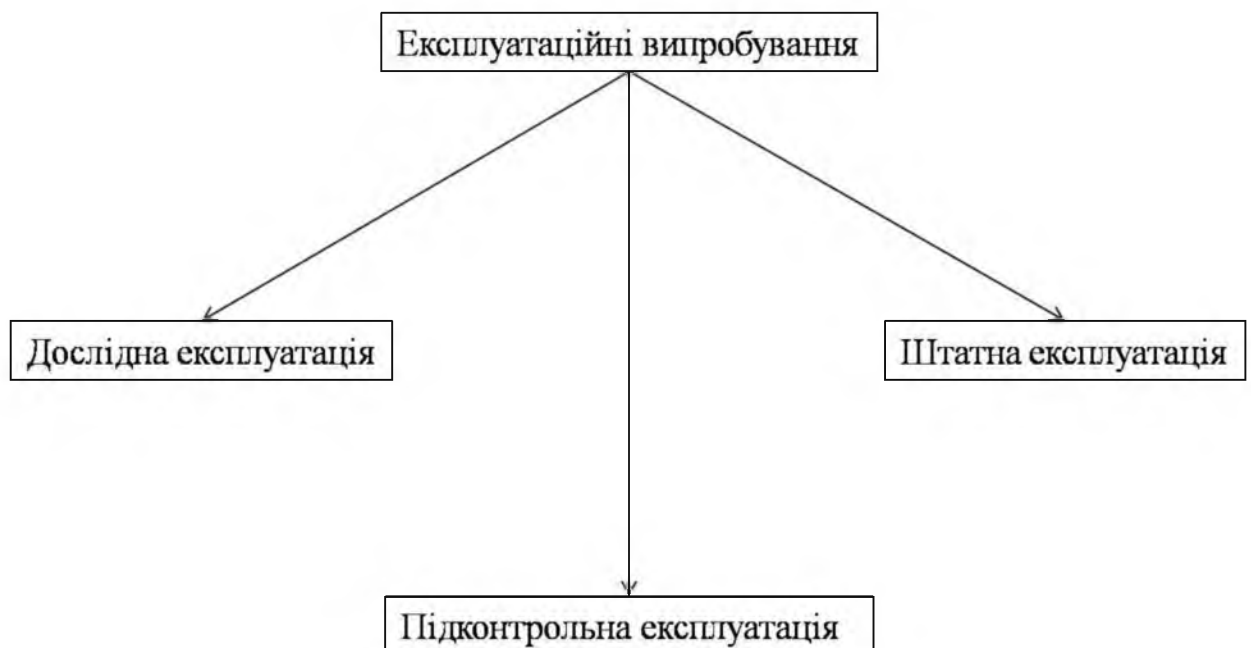 Експлуатаційні випробування
Дослідна експлуатація
Штатна експлуатація
Підконтрольна експлуатація